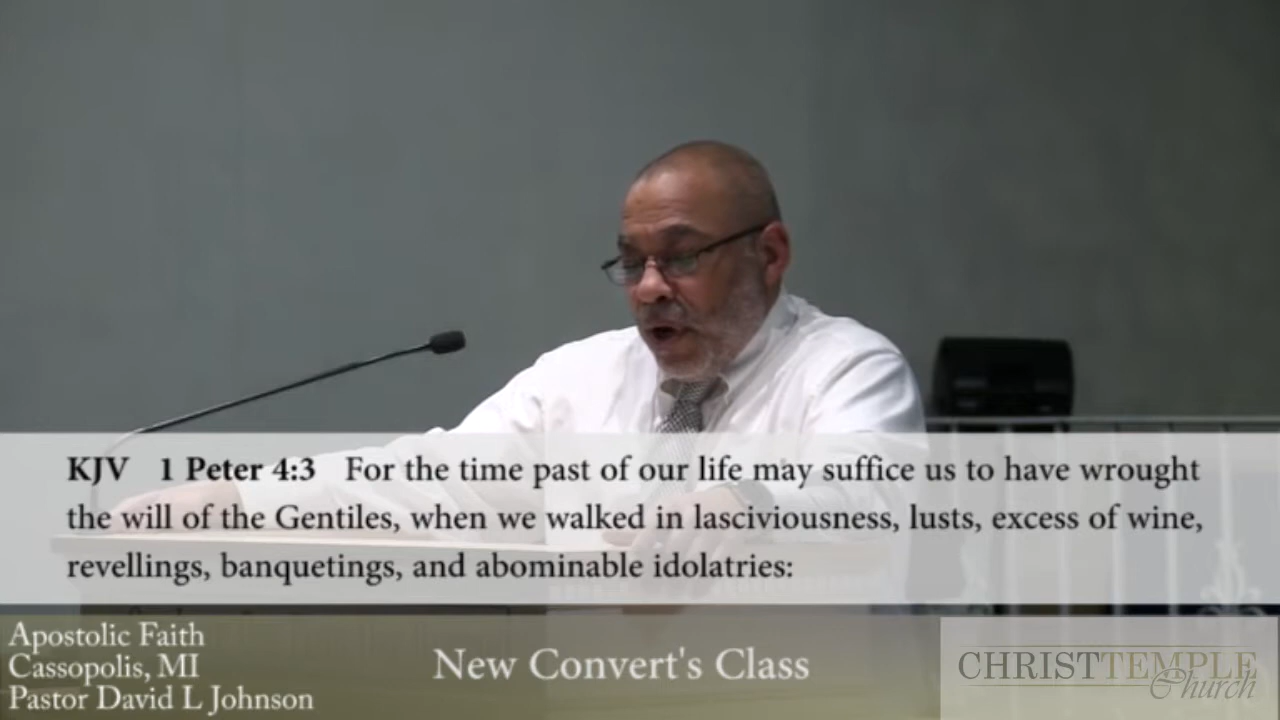 KJV 1 Peter 4:3 For the time past of our life may suffice us to have wrought
the will of the Gentiles, when we walked in lasciviousness, lusts, excess of wine,
revellings, banquetings, and abominable idolatries:
Apostolic Faith
Cassopolis, MI
Pastor David L Johnson
New Convert's Class
CHRISTTEMPLE
Church